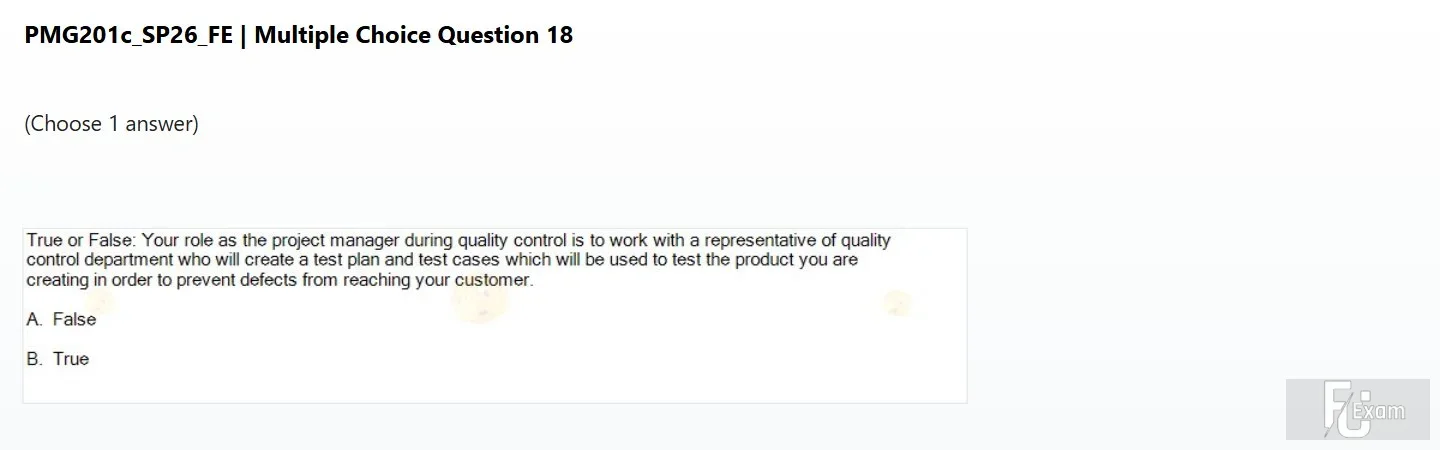 PMG201c_SP26_FE | Multiple Choice Question 18
(Choose 1 answer)
True or False: Your role as the project manager during quality control is to work with a representative of quality
control department who will create a test plan and test cases which will be used to test the product you are
creating in order to prevent defects from reaching your customer.
A. False
B. True
FU Exam